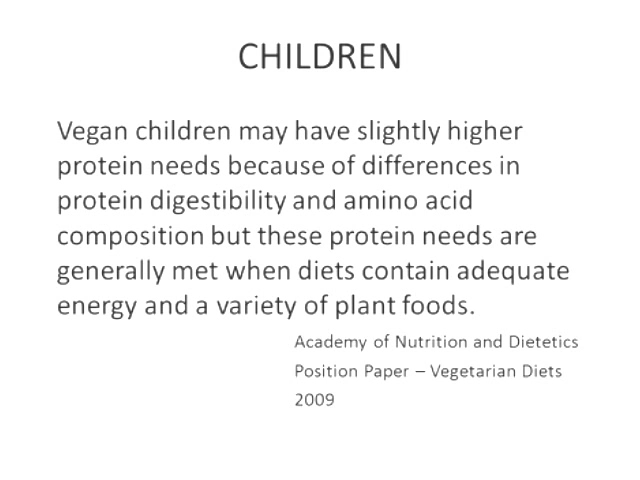 CHILDREN
Vegan children may have slightly higher
protein needs because of differences in
protein digestibility and amino acid
composition but these protein needs are
generally met when diets contain adequate
energy and a variety of plant foods.
Academy of Nutrition and Dietetics
Position Paper – Vegetarian Diets
2009